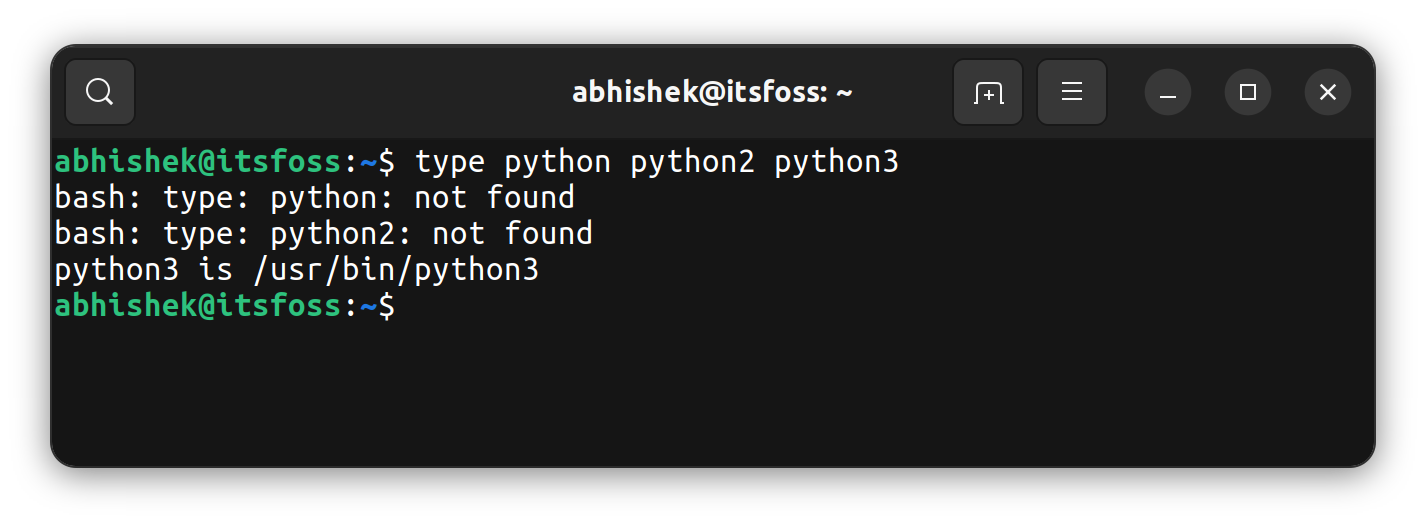 abhishek@itsfoss: ~
abhishek@itsfoss:~$ type python python2 python3
bash: type: python: not found
bash: type: python2: not found
python3 is /usr/bin/python3
abhishek@itsfoss:~$